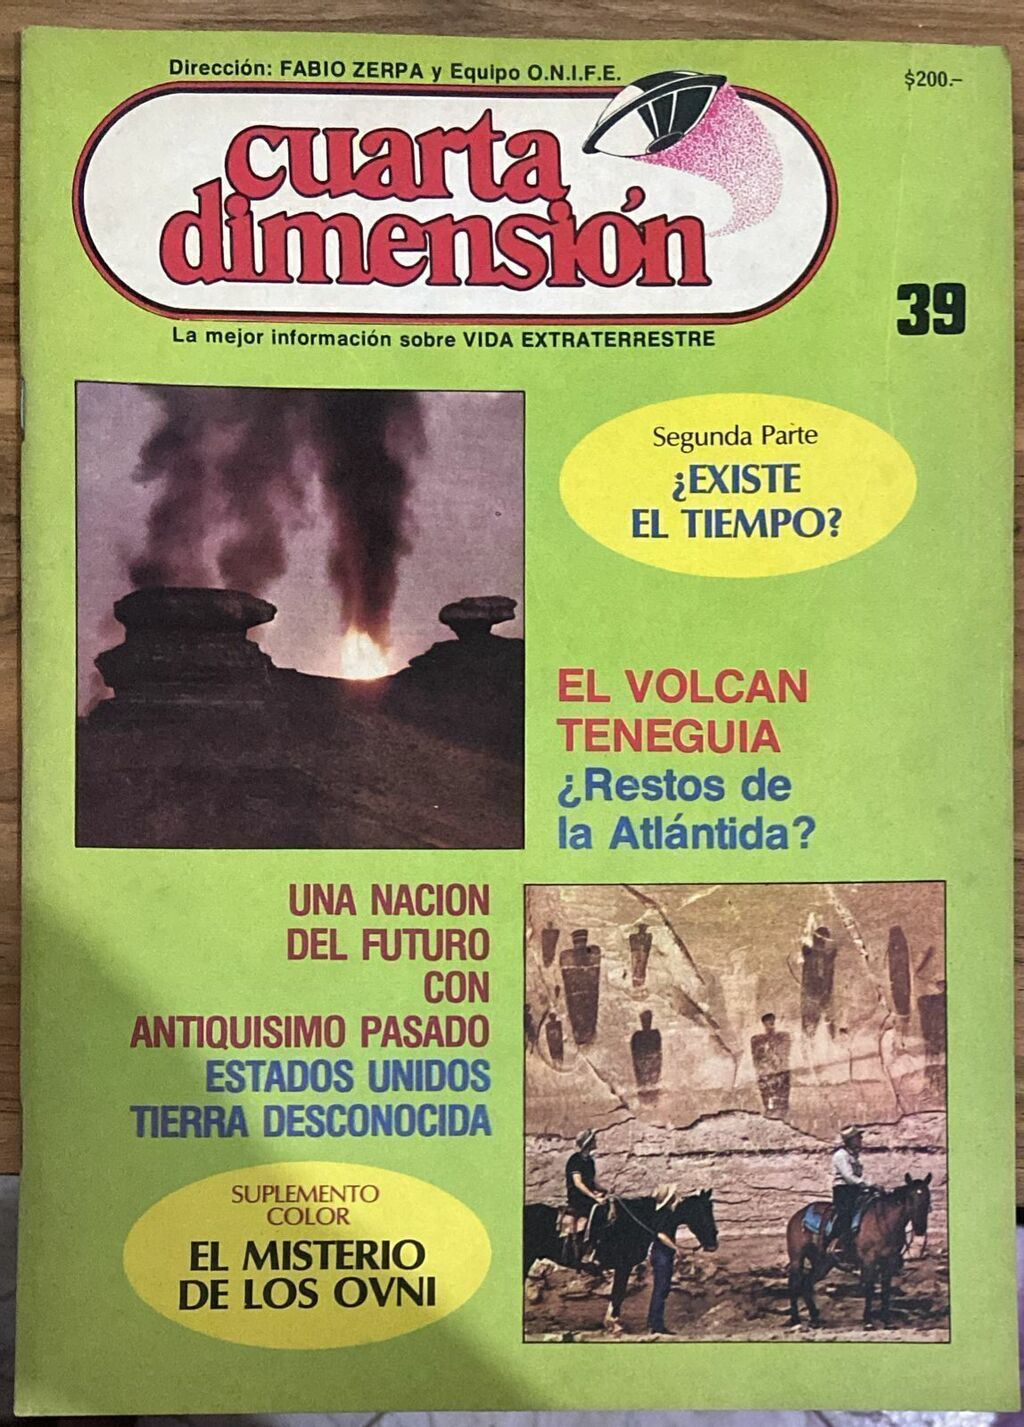 Dirección: FABIO ZERPA y Equipo O.N.I.F.E.
$200.-
cuarta
dimensión
La mejor información sobre VIDA EXTRATERRESTRE
39
Segunda Parte
¿EXISTE
EL TIEMPO?
EL VOLCAN
TENEGUIA
¿Restos de
la Atlántida?
UNA NACION
DEL FUTURO
CON
ANTIQUISIMO PASADO
ESTADOS UNIDOS
TIERRA DESCONOCIDA
SUPLEMENTO
COLOR
EL MISTERIO
DE LOS OVNI